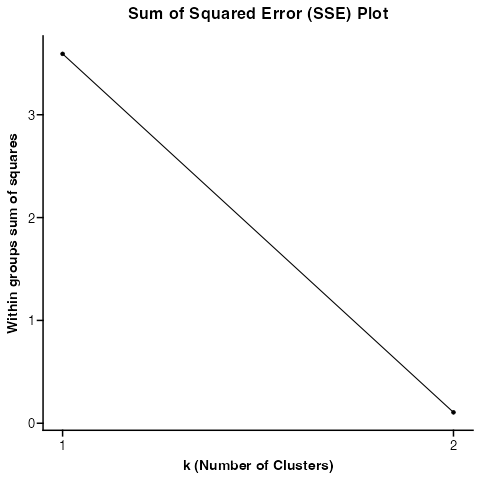 Sum of Squared Error (SSE) Plot
Within groups sum of squares
3
2
1
0
1
2
k (Number of Clusters)